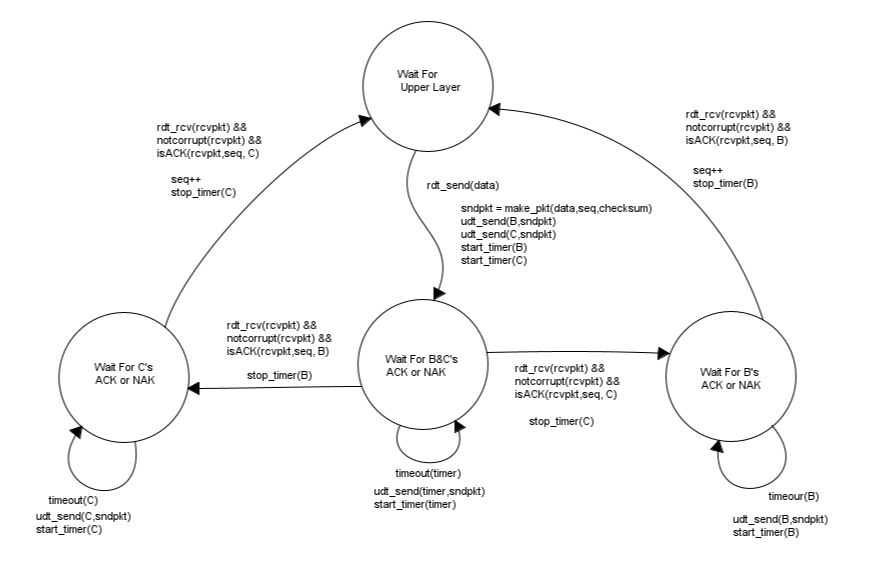 Wait For
Upper Layer
rdt_rcv(rcvpkt) &&
notcorrupt(rcvpkt) &&
isACK(rcvpkt,seq, C)
seq++
stop_timer(C)
rdt_rcv(rcvpkt) &&
notcorrupt(rcvpkt) &&
isACK(rcvpkt,seq, B)
seq++
stop_timer(B)
rdt_send(data)
sndpkt = make_pkt(data,seq,checksum)
udt_send(B,sndpkt)
udt_send(C,sndpkt)
start_timer(B)
start_timer(C)
rdt_rcv(rcvpkt) &&
notcorrupt(rcvpkt) &&
isACK(rcvpkt,seq, B)
stop_timer(B)
Wait For C's
ACK or NAK
Wait For B&C's
ACK or NAK
rdt_rcv(rcvpkt) &&
notcorrupt(rcvpkt) &&
isACK(rcvpkt,seq, C)
stop_timer(C)
Wait For B's
ACK or NAK
timeout(C)
udt_send(C,sndpkt)
start_timer(C)
timeout(timer)
udt_send(timer,sndpkt)
start_timer(timer)
timeour(B)
udt_send(B,sndpkt)
start_timer(B)